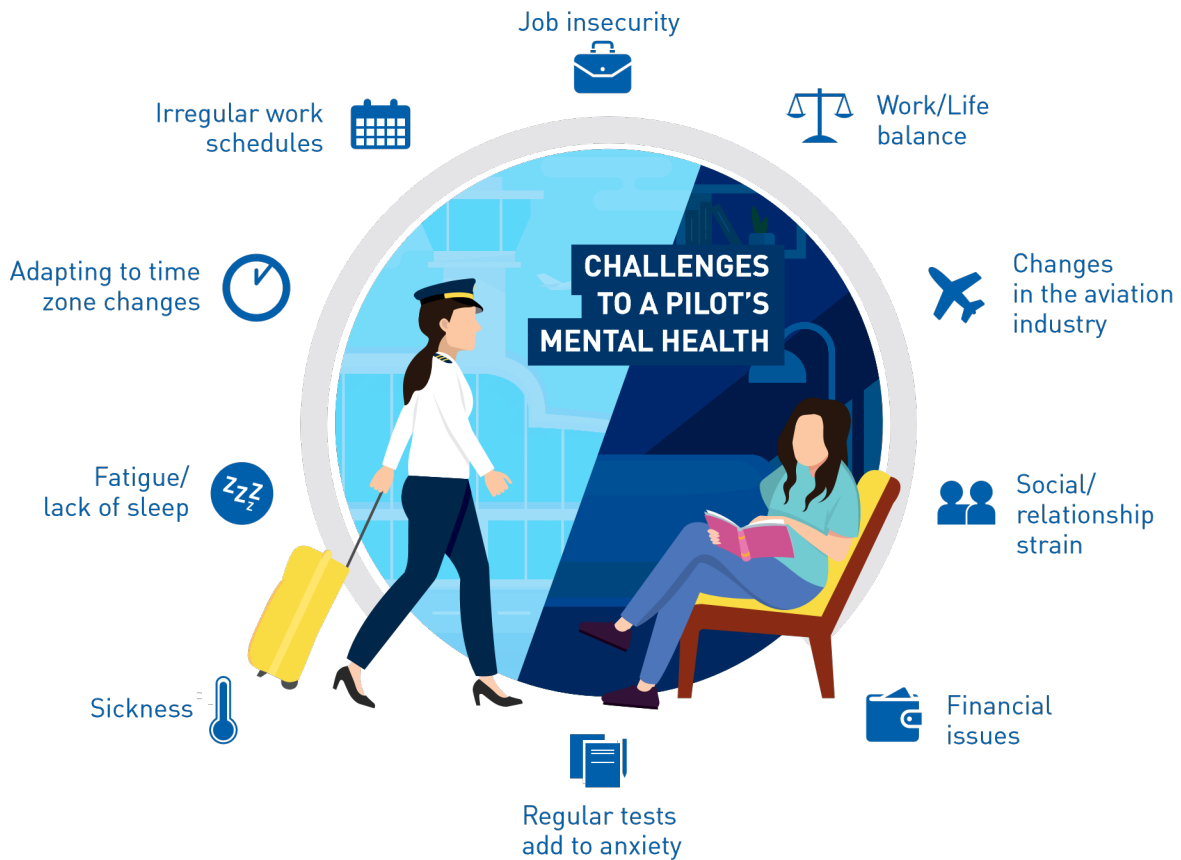 Job insecurity
Irregular work
schedules
Work/Life
balance
Adapting to time
zone changes
CHALLENGES
TO A PILOT'S
MENTAL HEALTH
Changes
in the aviation
industry
Fatigue/
lack of sleep
ZZZ
z
Social/
relationship
strain
Sickness
Financial
issues
Regular tests
add to anxiety